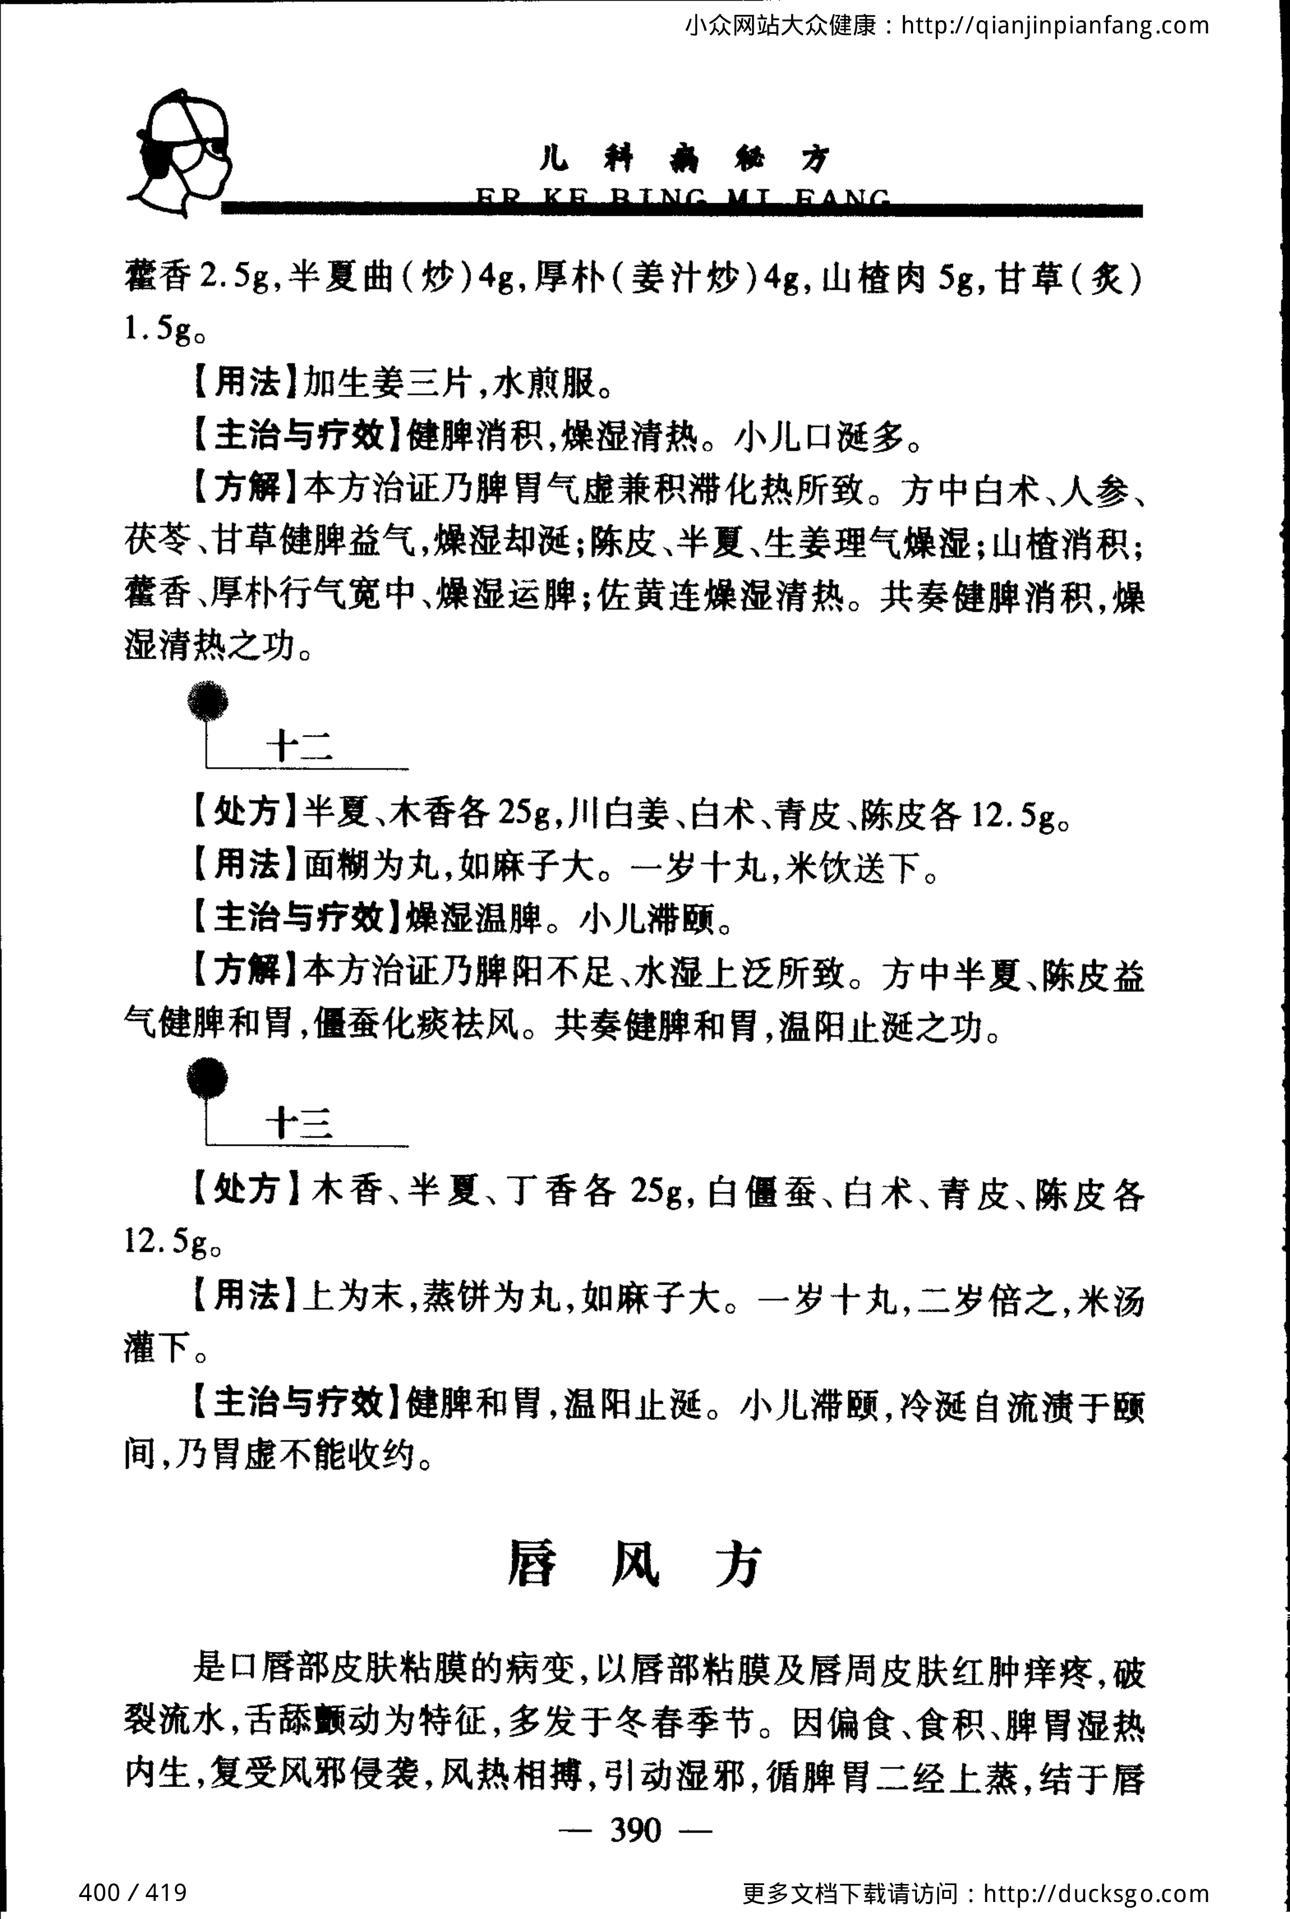 小众网站大众健康：http://qianjinpianfang.com
儿科病秘方
ER KE BING MI FANG
藿香2.5g,半夏曲(炒)4g,厚朴(姜汁炒)4g,山楂肉5g,甘草(炙)
1.5g。
【用法】加生姜三片,水煎服。
【主治与疗效】健脾消积,燥湿清热。小儿口涎多。
【方解】本方治证乃脾胃气虚兼积滞化热所致。方中白术、人参、
茯苓、甘草健脾益气,燥湿却涎;陈皮、半夏、生姜理气燥湿;山楂消积;
藿香、厚朴行气宽中、燥湿运脾;佐黄连燥湿清热。共奏健脾消积,燥
湿清热之功。
十二
【处方】半夏、木香各25g,川白姜、白术、青皮、陈皮各12.5g。
【用法】面糊为丸,如麻子大。一岁十丸,米饮送下。
【主治与疗效】燥湿温脾。小儿滞颐。
【方解】本方治证乃脾阳不足、水湿上泛所致。方中半夏、陈皮益
气健脾和胃,僵蚕化痰祛风。共奏健脾和胃,温阳止涎之功。
十三
【处方】木香、半夏、丁香各25g,白僵蚕、白术、青皮、陈皮各
12.5g。
【用法】上为末,蒸饼为丸,如麻子大。一岁十丸,二岁倍之,米汤
灌下。
【主治与疗效】健脾和胃,温阳止涎。小儿滞颐,冷涎自流渍于颐
间,乃胃虚不能收约。
唇风方
是口唇部皮肤粘膜的病变,以唇部粘膜及唇周皮肤红肿痒疼,破
裂流水,舌舔颤动为特征,多发于冬春季节。因偏食、食积、脾胃湿热
内生,复受风邪侵袭,风热相搏,引动湿邪,循脾胃二经上蒸,结于唇
— 390 —
400 / 419
更多文档下载请访问：http://ducksgo.com